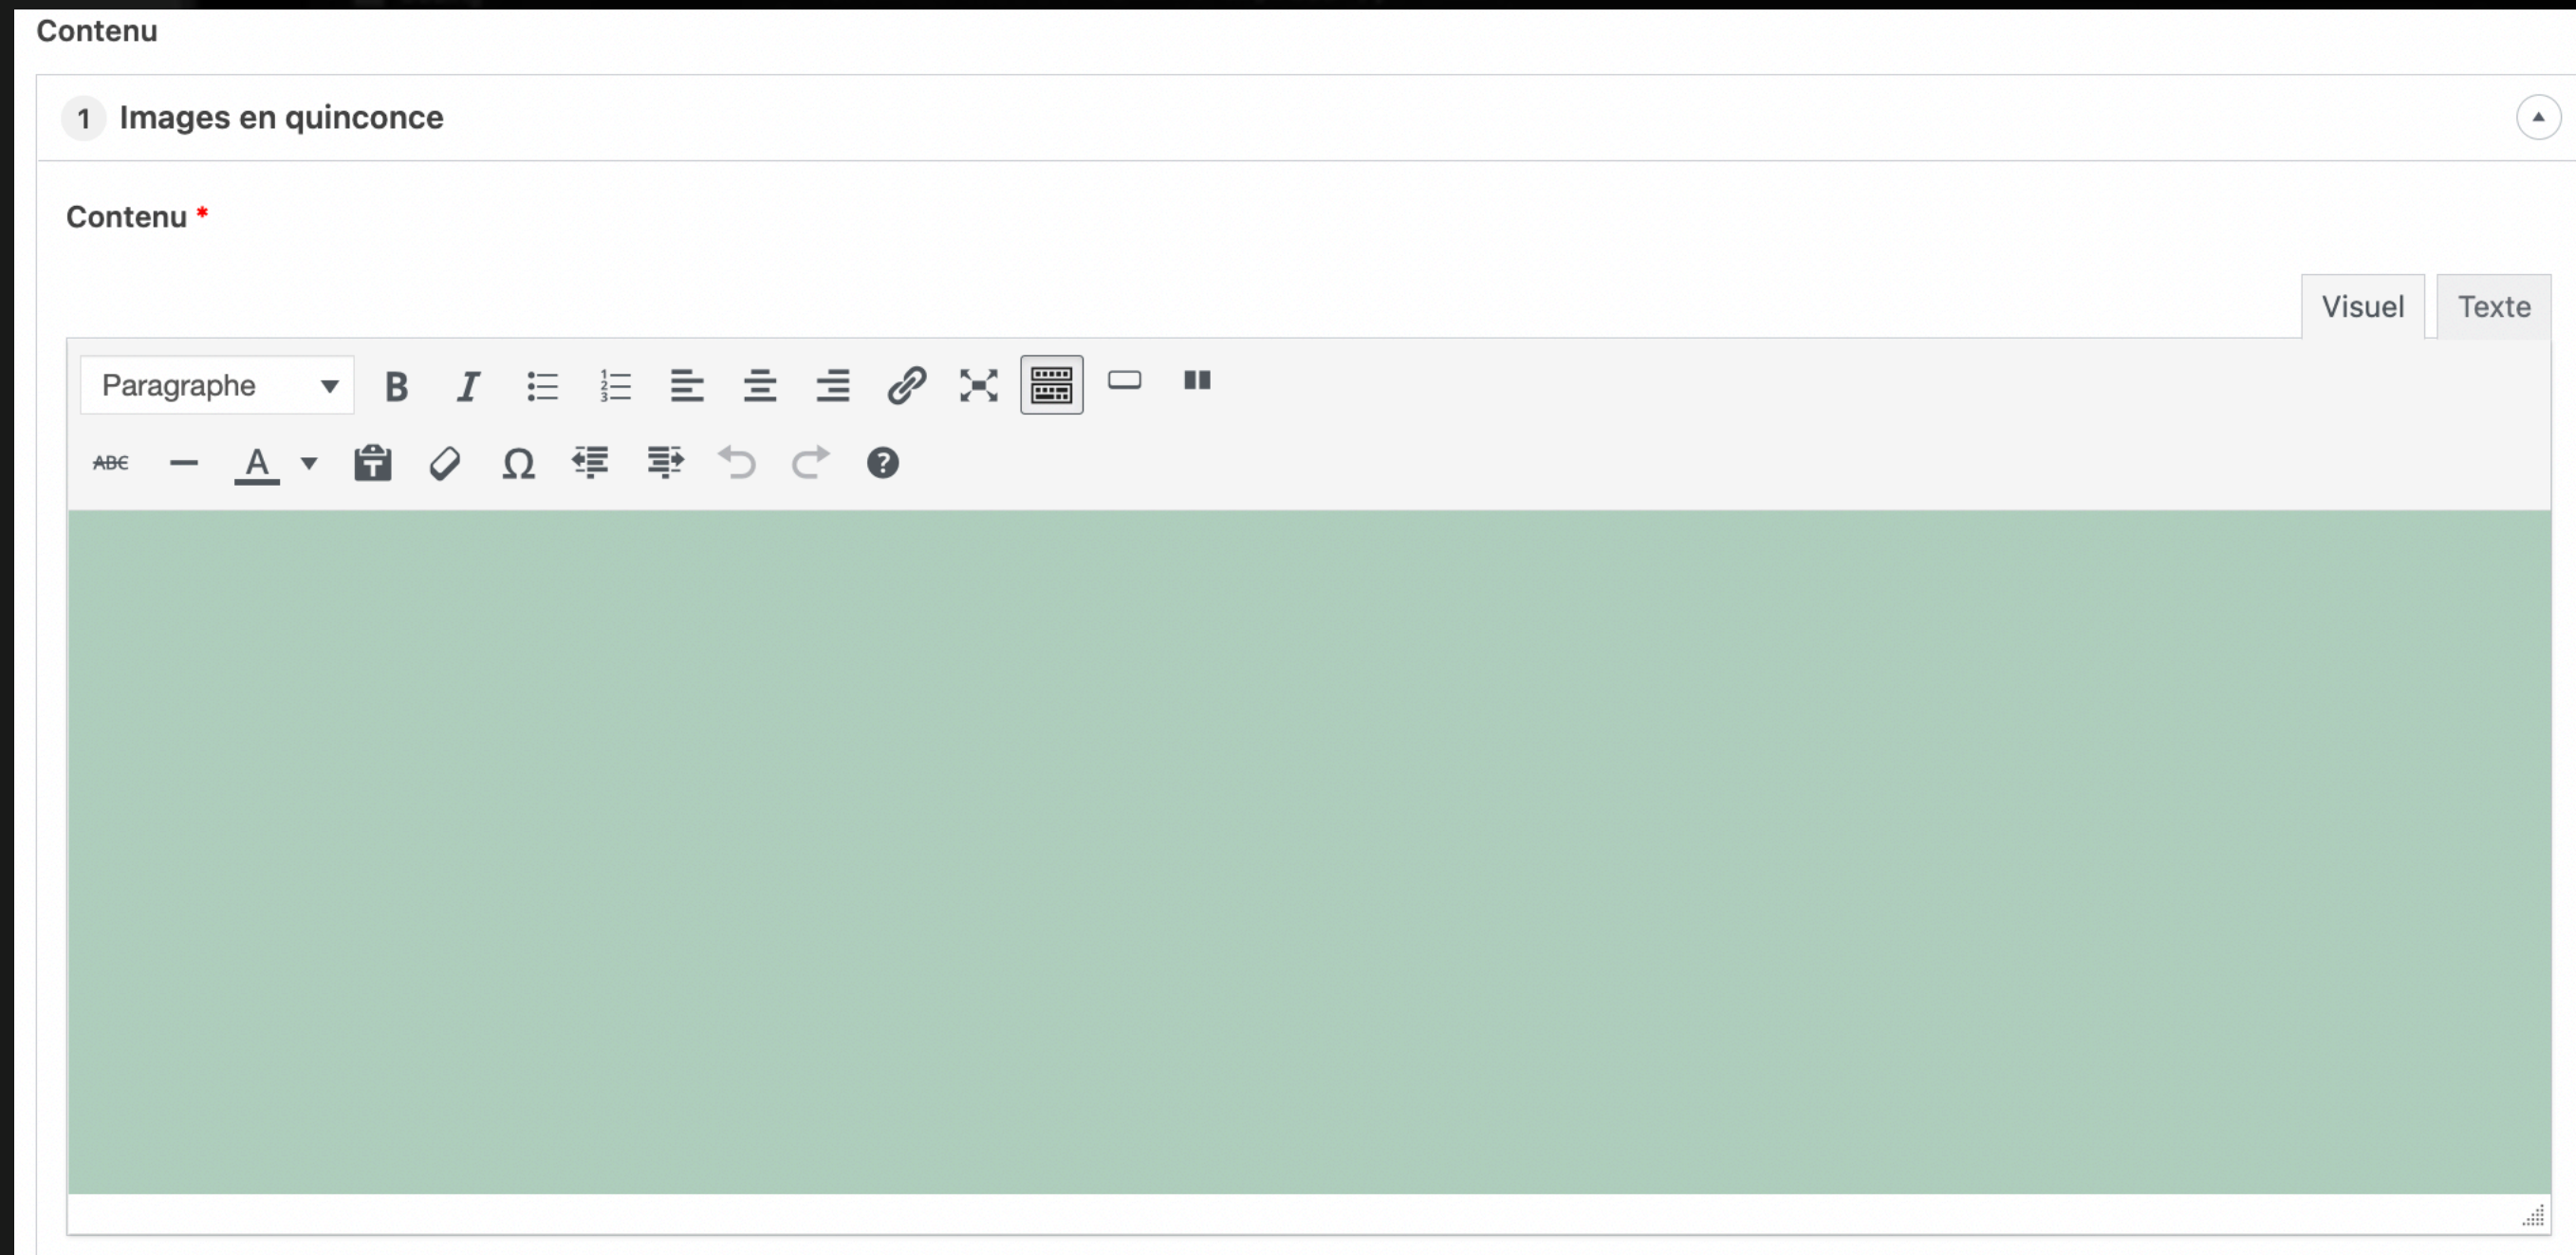 Contenu
1 Images en quinconce
Contenu *
Visuel Texte
Paragraphe B I
ABC A Ω ?